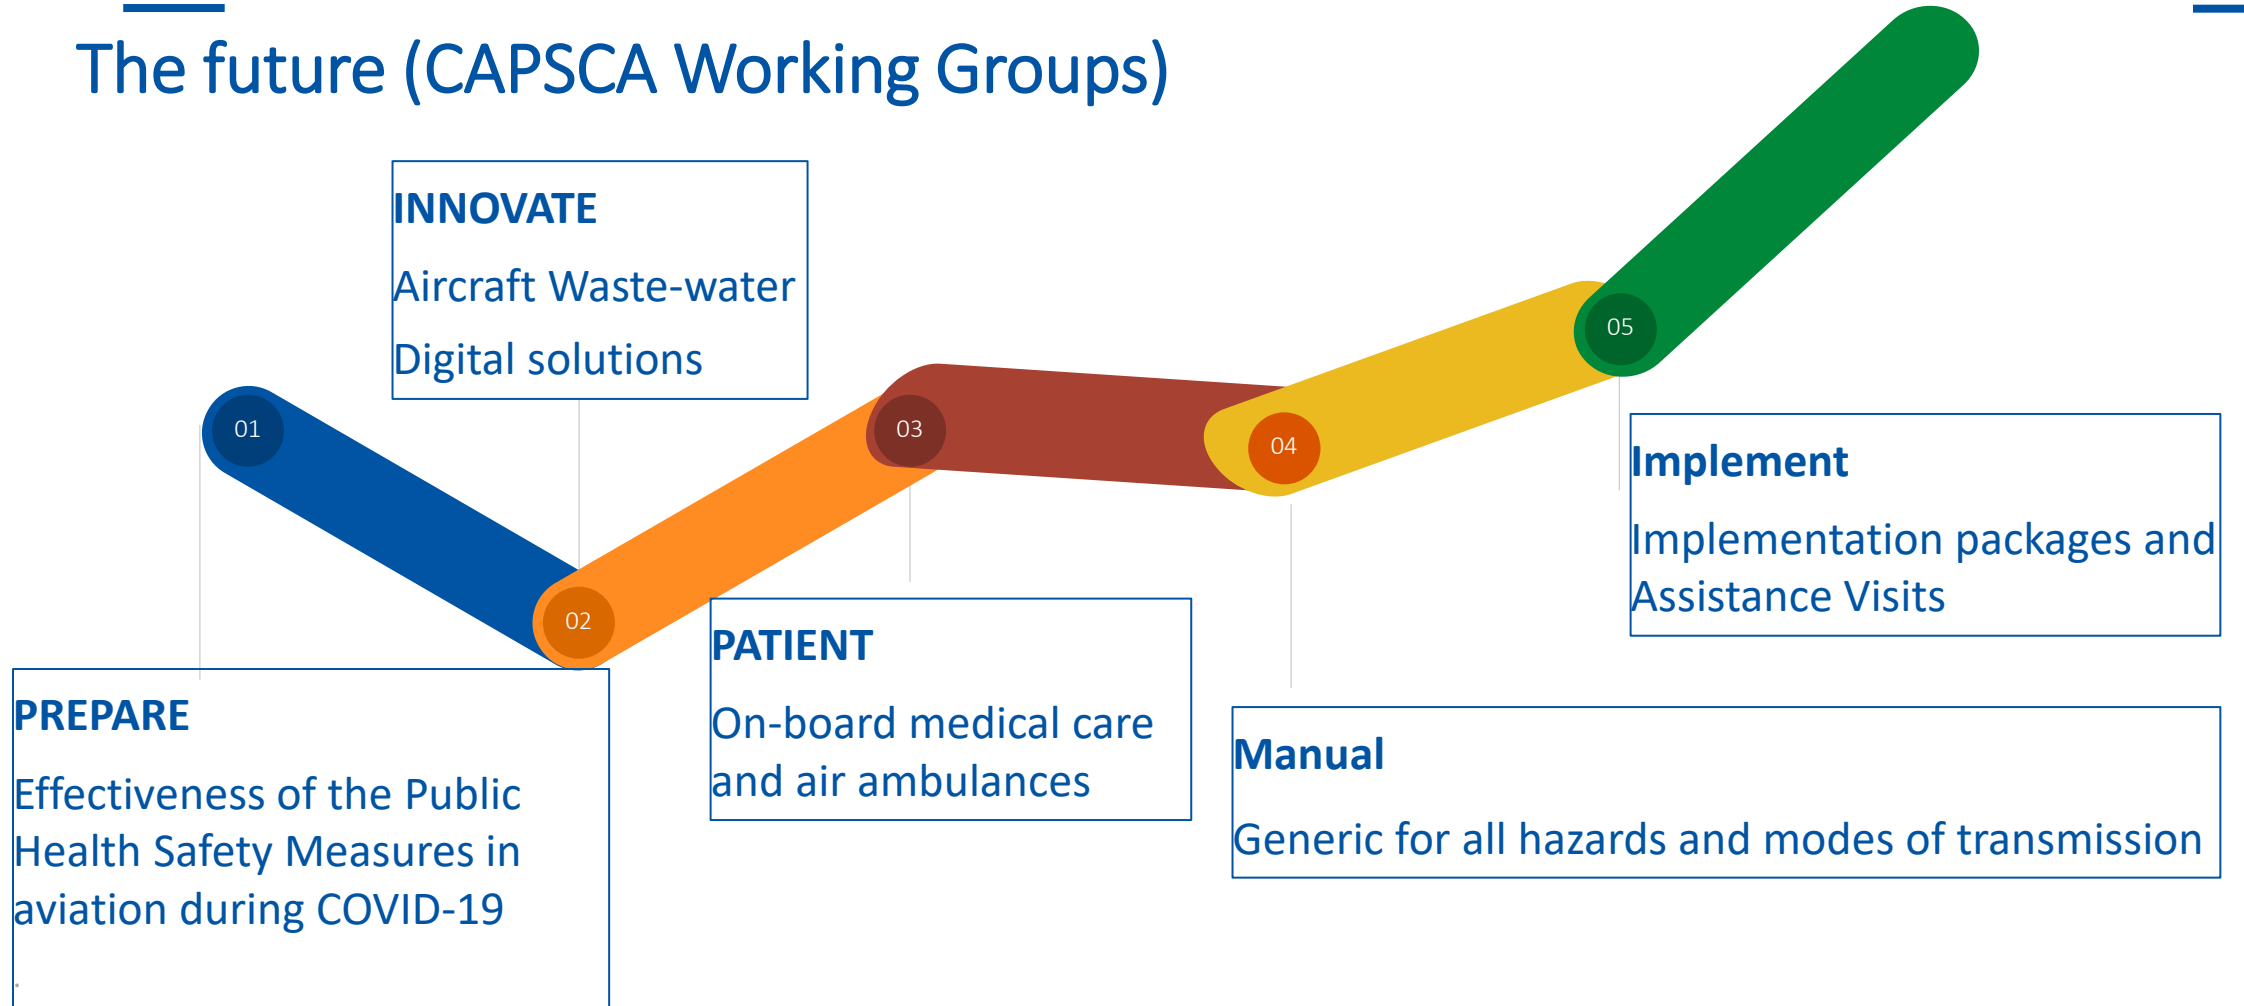 The future (CAPSCA Working Groups)
INNOVATE
Aircraft Waste-water
Digital solutions
01
02
03
04
05
PREPARE
Effectiveness of the Public
Health Safety Measures in
aviation during COVID-19
.
PATIENT
On-board medical care
and air ambulances
Manual
Generic for all hazards and modes of transmission
Implement
Implementation packages and
Assistance Visits